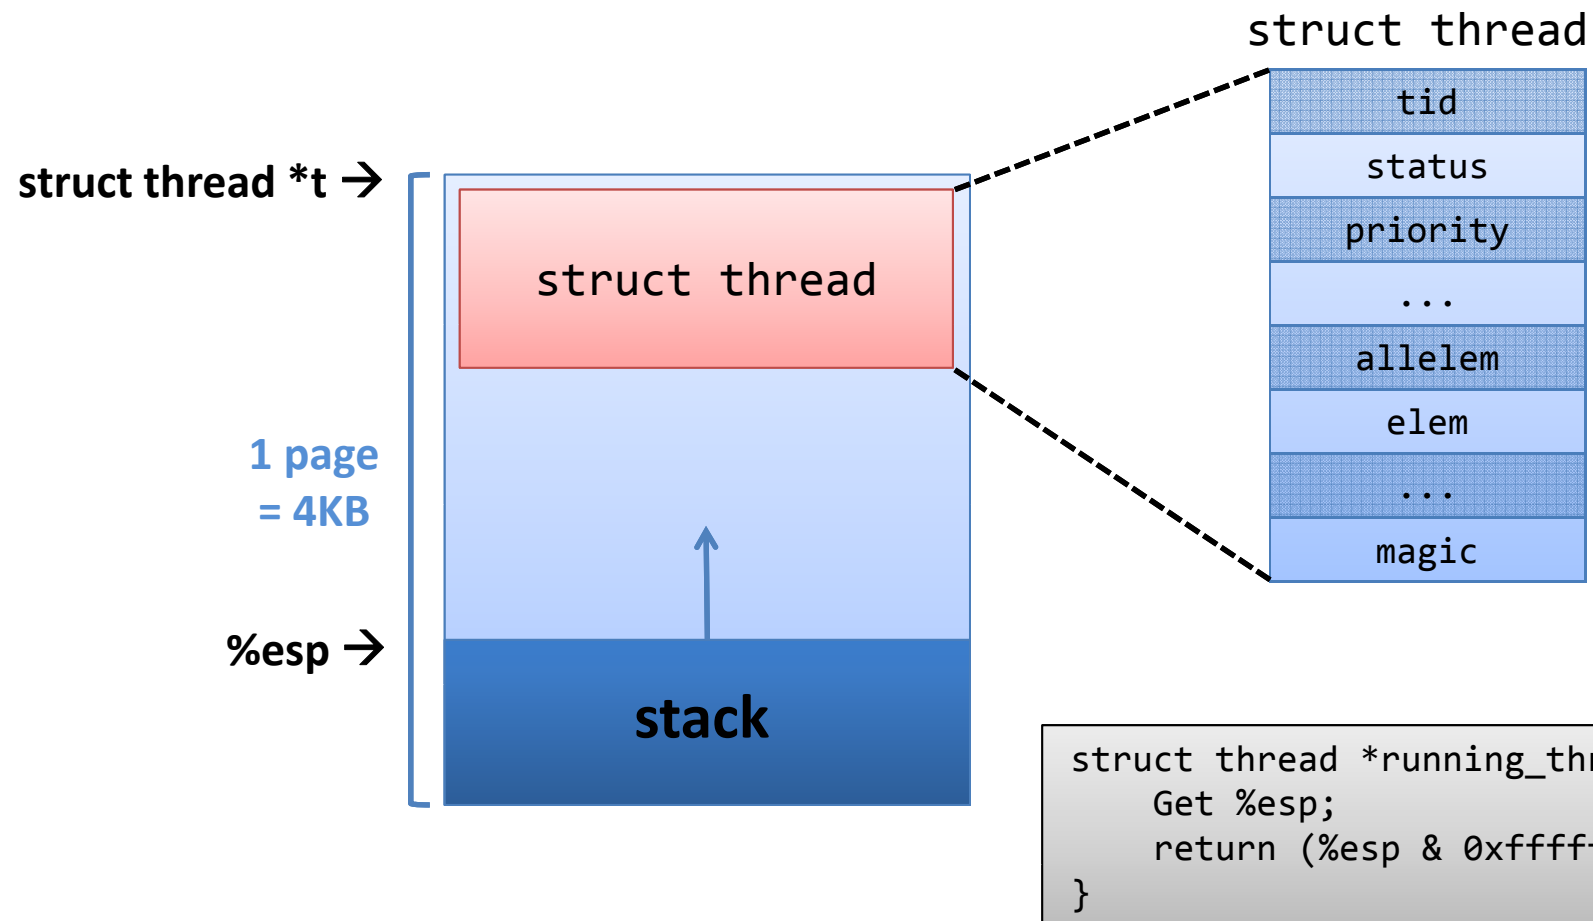 struct thread
tid
status
priority
...
allelem
elem
...
magic
struct thread *t →
struct thread
1 page
= 4KB
%esp →
stack
struct thread *running_thr
Get %esp;
return (%esp & 0xffff
}